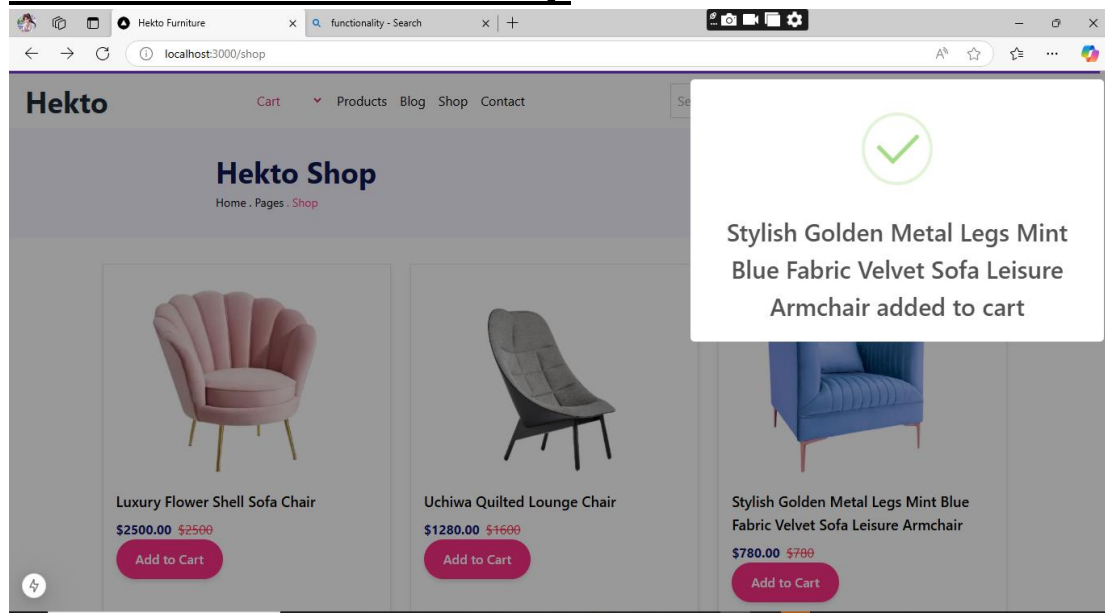 Hekto Furniture
functionality - Search
localhost:3000/shop
Hekto
Cart Products Blog Shop Contact
Se
Hekto Shop
Home . Pages . Shop
Stylish Golden Metal Legs Mint
Blue Fabric Velvet Sofa Leisure
Armchair added to cart
Luxury Flower Shell Sofa Chair
$2500.00 $2500
Add to Cart
Uchiwa Quilted Lounge Chair
$1280.00 $1600
Add to Cart
Stylish Golden Metal Legs Mint Blue
Fabric Velvet Sofa Leisure Armchair
$780.00 $780
Add to Cart